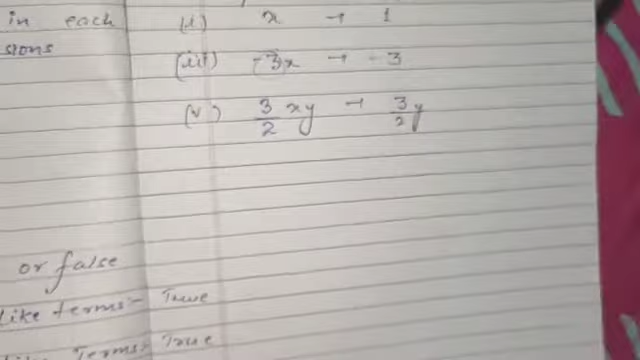 in each (ii) x → 1
sions
(iii) -3x → -3
(v) 3/2 xy → 3/2 y
or false
like terms - True
Terms - True